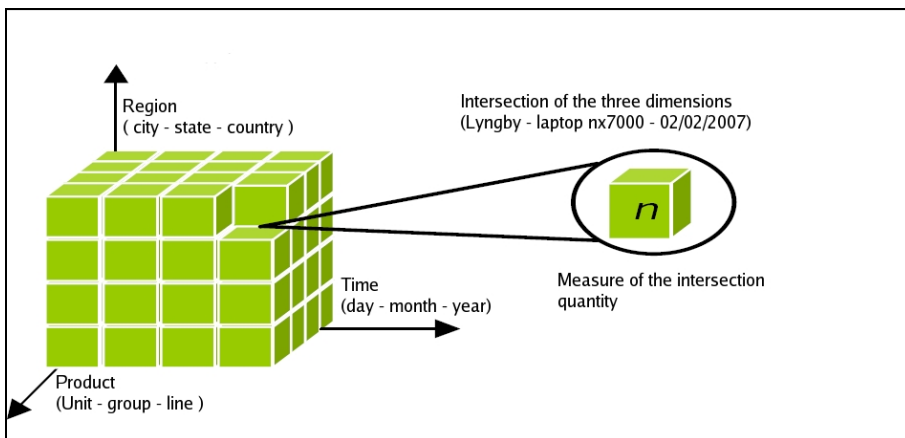 Region
( city - state - country )
Intersection of the three dimensions
(Lyngby - laptop nx7000 - 02/02/2007)
n
Time
(day - month - year)
Measure of the intersection
quantity
Product
(Unit - group - line )